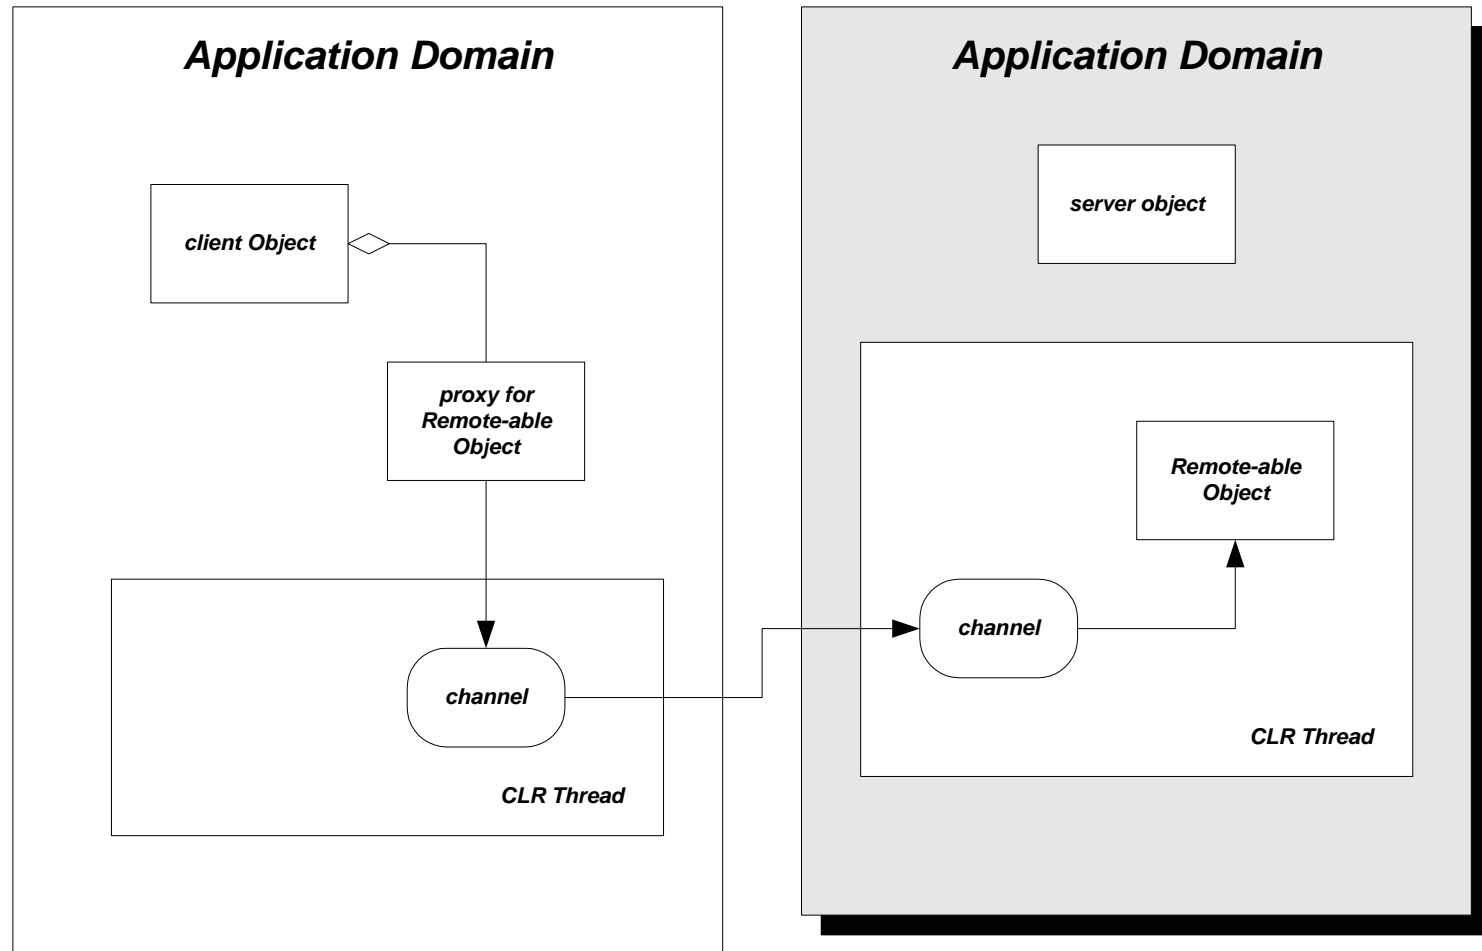 Application Domain
client Object
proxy for
Remote-able
Object
channel
CLR Thread
Application Domain
server object
Remote-able
Object
channel
CLR Thread